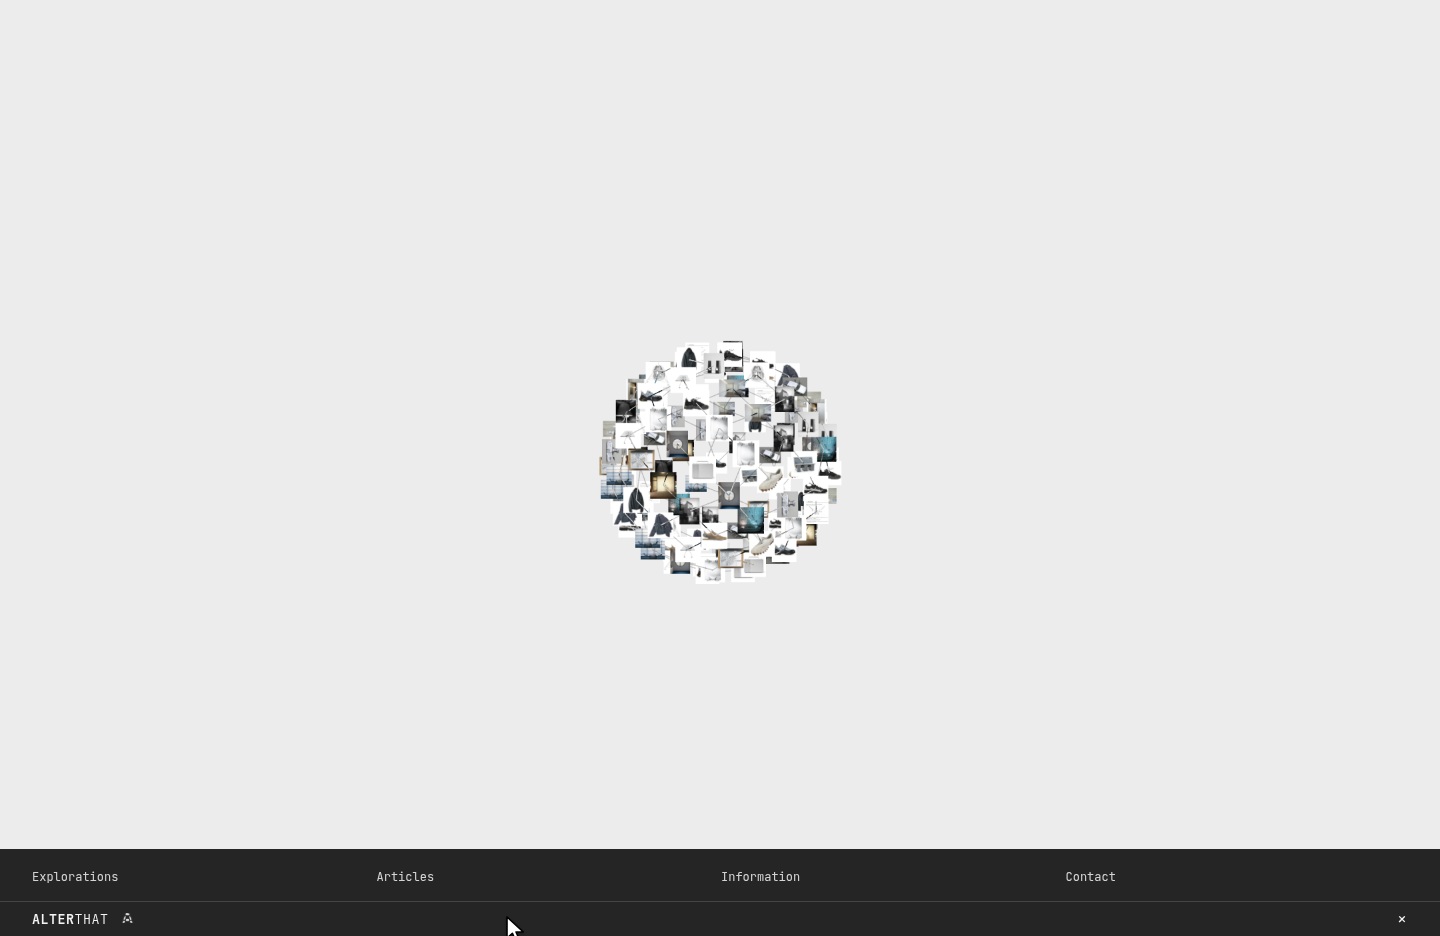 Explorations
Articles
Information
Contact
ALTERTHAT
×